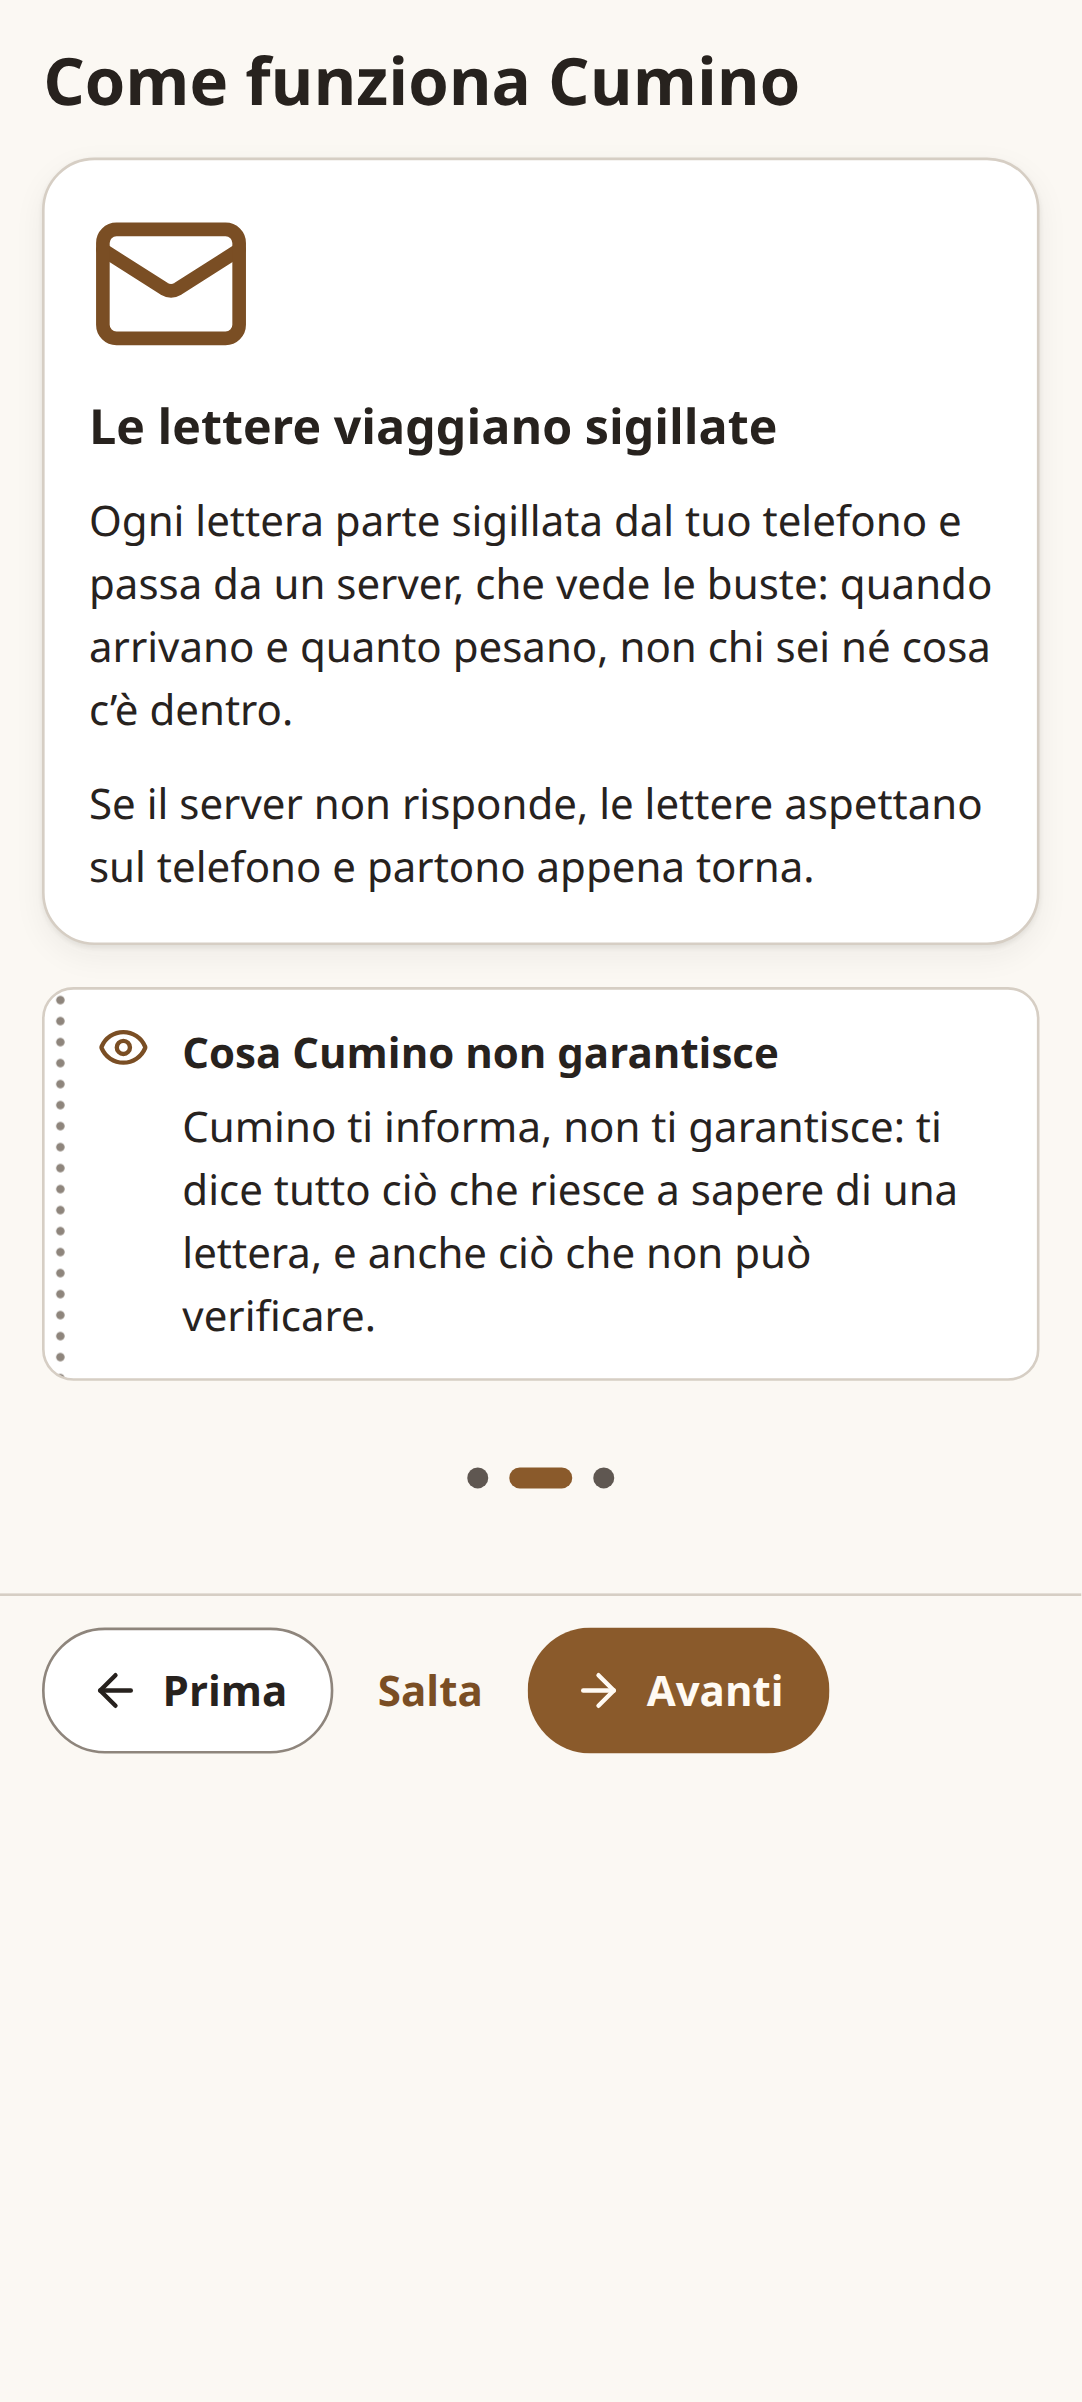 Come funziona Cumino
Le lettere viaggiano sigillate
Ogni lettera parte sigillata dal tuo telefono e
passa da un server, che vede le buste: quando
arrivano e quanto pesano, non chi sei né cosa
c’è dentro.
Se il server non risponde, le lettere aspettano
sul telefono e partono appena torna.
Cosa Cumino non garantisce
Cumino ti informa, non ti garantisce: ti
dice tutto ciò che riesce a sapere di una
lettera, e anche ciò che non può
verificare.
Prima
Salta
Avanti